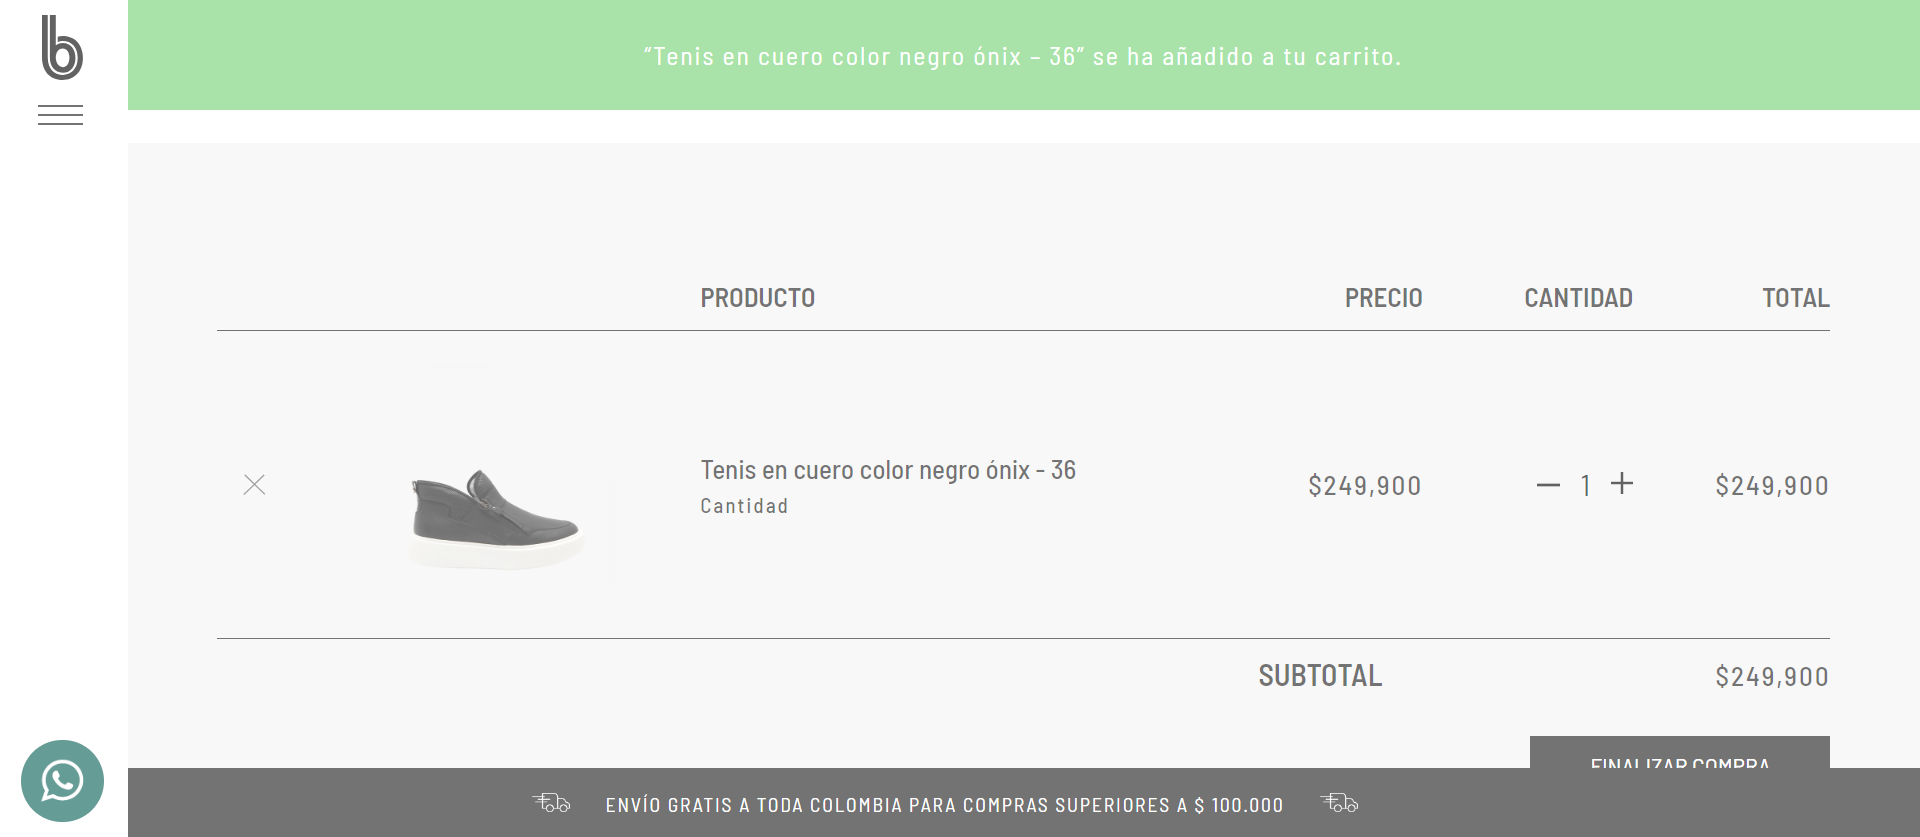 b
“Tenis en cuero color negro ónix – 36” se ha añadido a tu carrito.
PRODUCTO PRECIO CANTIDAD TOTAL
Tenis en cuero color negro ónix - 36
Cantidad
$249,900 1 $249,900
SUBTOTAL $249,900
FINALIZAR COMPRA
ENVÍO GRATIS A TODA COLOMBIA PARA COMPRAS SUPERIORES A $ 100.000